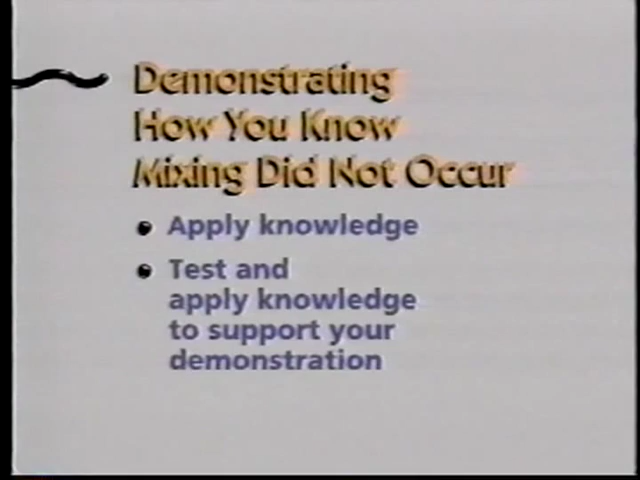 Demonstrating
How You Know
Mixing Did Not Occur
Apply knowledge
Test and
apply knowledge
to support your
demonstration